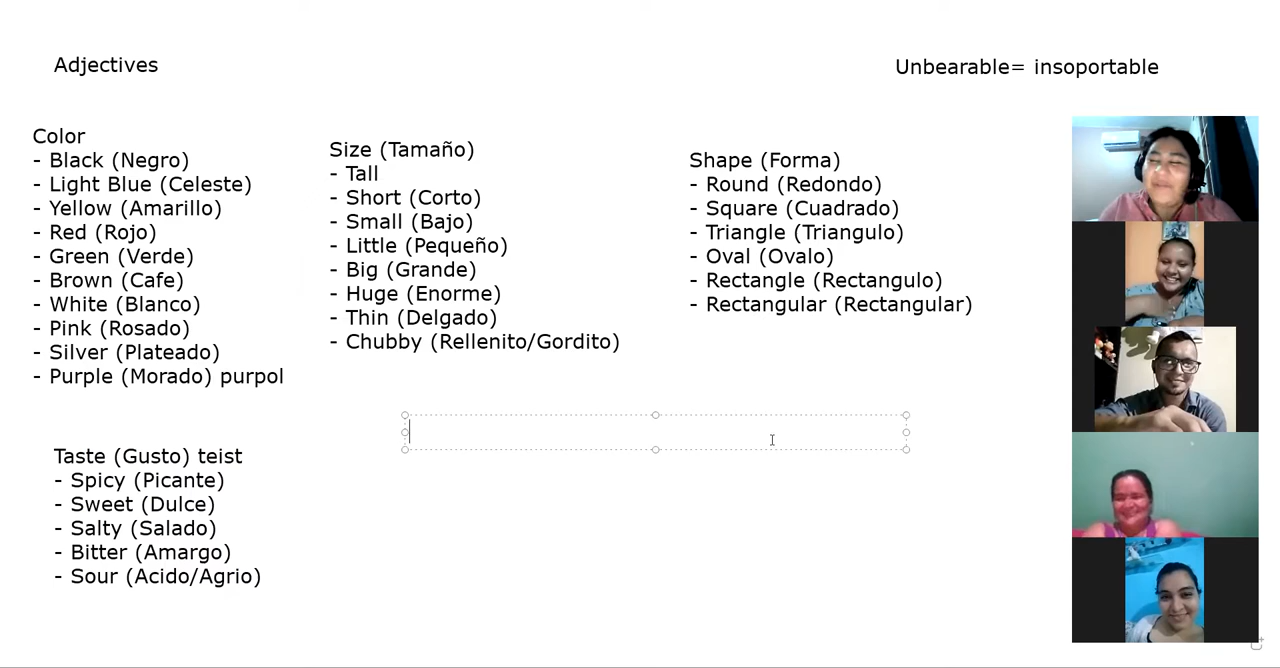 Adjectives
Unbearable= insoportable
Color
- Black (Negro)
- Light Blue (Celeste)
- Yellow (Amarillo)
- Red (Rojo)
- Green (Verde)
- Brown (Cafe)
- White (Blanco)
- Pink (Rosado)
- Silver (Plateado)
- Purple (Morado) purpol
Size (Tamaño)
- Tall
- Short (Corto)
- Small (Bajo)
- Little (Pequeño)
- Big (Grande)
- Huge (Enorme)
- Thin (Delgado)
- Chubby (Rellenito/Gordito)
Shape (Forma)
- Round (Redondo)
- Square (Cuadrado)
- Triangle (Triangulo)
- Oval (Ovalo)
- Rectangle (Rectangulo)
- Rectangular (Rectangular)
Taste (Gusto) teist
- Spicy (Picante)
- Sweet (Dulce)
- Salty (Salado)
- Bitter (Amargo)
- Sour (Acido/Agrio)